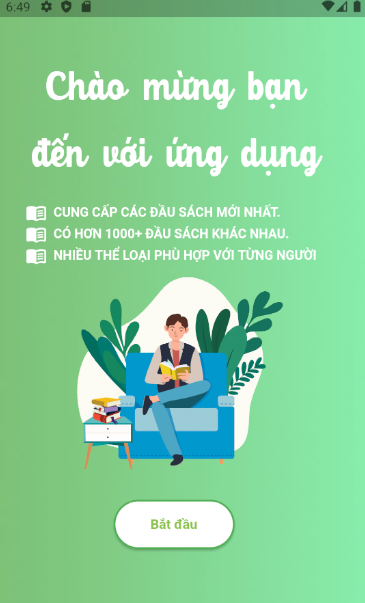 6:49
Chào mừng bạn
đến với ứng dụng
CUNG CẤP CÁC ĐẦU SÁCH MỚI NHẤT.
CÓ HƠN 1000+ ĐẦU SÁCH KHÁC NHAU.
NHIỀU THỂ LOẠI PHÙ HỢP VỚI TỪNG NGƯỜI
Bắt đầu